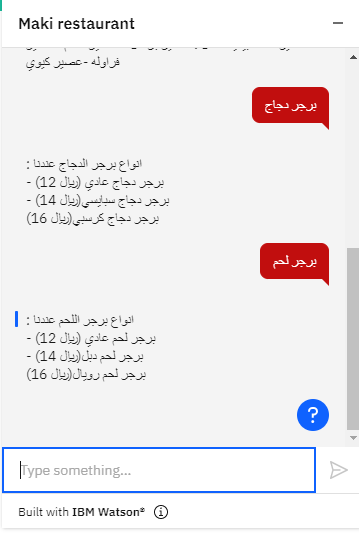 Maki restaurant
فراوله -عصير كيوي
برجر دجاج
انواع برجر الدجاج عندنا :
برجر دجاج عادي (ريال 12) -
برجر دجاج سبايسي(ريال 14) -
برجر دجاج كرسبي(ريال 16)
برجر لحم
انواع برجر اللحم عندنا :
برجر لحم عادي (ريال 12) -
برجر لحم دبل(ريال 14) -
برجر لحم رويال(ريال 16)
?
Type something...
Built with IBM Watson®